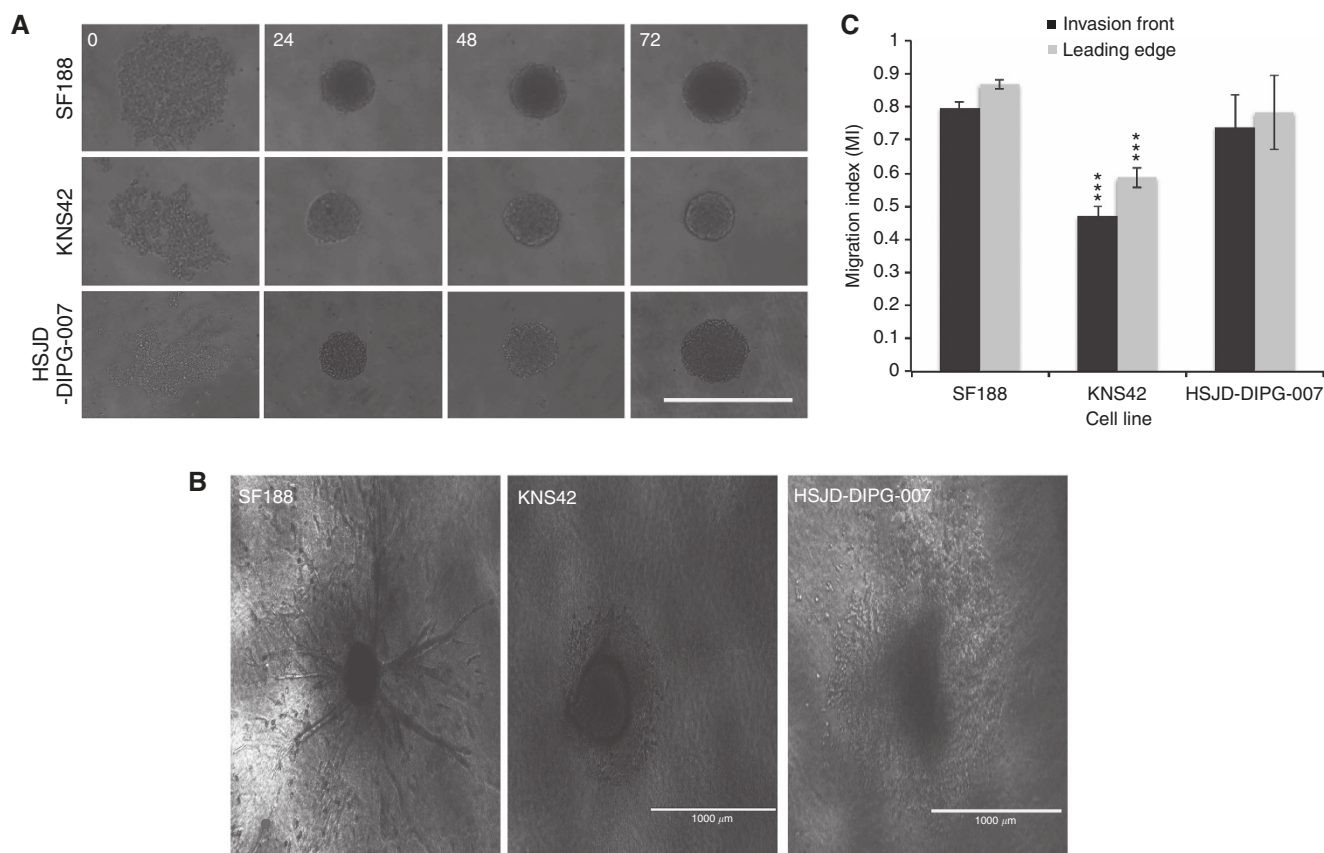 A
0
24
48
72
SF188
KNS42
HSJD
-DIPG-007
C
Invasion front
Leading edge
1
0.9
0.8
0.7
0.6
0.5
0.4
0.3
0.2
0.1
0
Migration index (MI)
***
***
SF188
KNS42
HSJD-DIPG-007
Cell line
B
SF188
KNS42
HSJD-DIPG-007
1000 μm
1000 μm